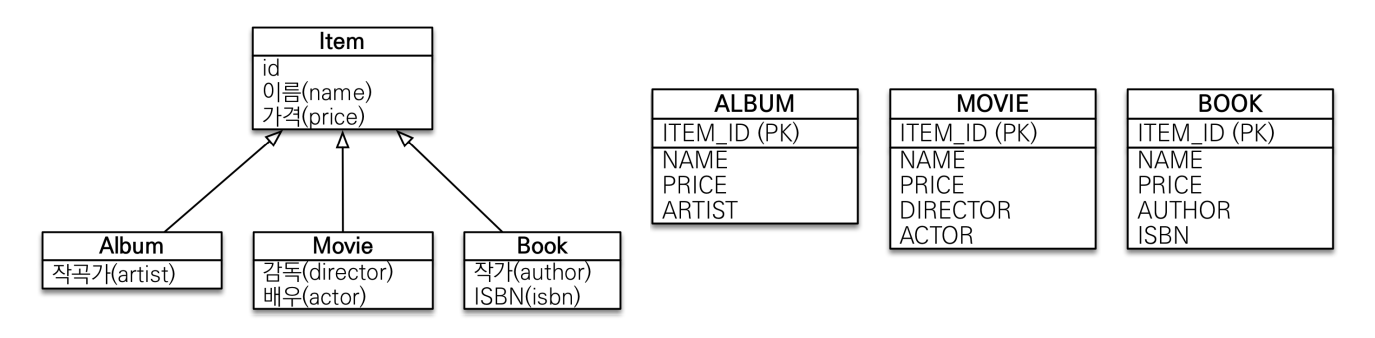 Item
id
이름(name)
가격(price)
Album
작곡가(artist)
Movie
감독(director)
배우(actor)
Book
작가(author)
ISBN(isbn)
ALBUM
ITEM_ID (PK)
NAME
PRICE
ARTIST
MOVIE
ITEM_ID (PK)
NAME
PRICE
DIRECTOR
ACTOR
BOOK
ITEM_ID (PK)
NAME
PRICE
AUTHOR
ISBN